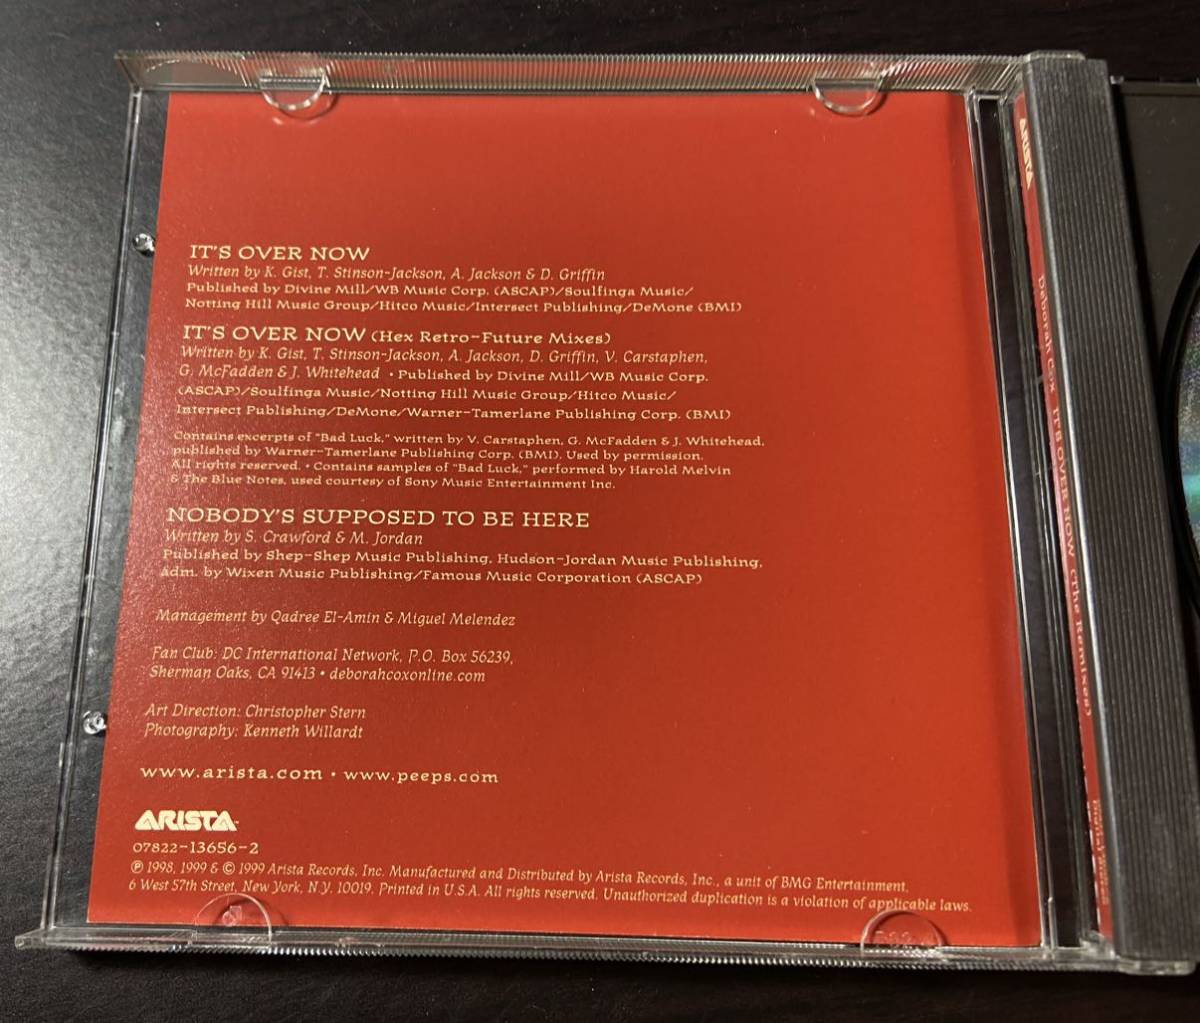 IT'S OVER NOW
Written by K. Gist, T. Stinson-Jackson, A. Jackson & D. Griffin
Published by Divine Mill/WB Music Corp. (ASCAP)/Soulfinga Music/
Notting Hill Music Group/Hitco Music/Intersect Publishing/DeMone (BMI)
IT'S OVER NOW (Hex Retro-Future Mixes)
Written by K. Gist, T. Stinson-Jackson, A. Jackson, D. Griffin, V. Carstaphen,
G. McFadden & J. Whitehead • Published by Divine Mill/WB Music Corp.
(ASCAP)/Soulfinga Music/Notting Hill Music Group/Hitco Music/
Intersect Publishing/DeMone/Warner-Tamerlane Publishing Corp. (BMI)
Contains excerpts of "Bad Luck," written by V. Carstaphen, G. McFadden & J. Whitehead,
published by Warner-Tamerlane Publishing Corp. (BMI). Used by permission.
All rights reserved. • Contains samples of "Bad Luck," performed by Harold Melvin
& The Blue Notes, used courtesy of Sony Music Entertainment Inc.
NOBODY'S SUPPOSED TO BE HERE
Written by S. Crawford & M. Jordan
Published by Shep-Shep Music Publishing, Hudson-Jordan Music Publishing,
adm. by Wixen Music Publishing/Famous Music Corporation (ASCAP)
Management by Qadree El-Amin & Miguel Melendez
Fan Club: DC International Network, P.O. Box 56239,
Sherman Oaks, CA 91413 • deborahcoxonline.com
Art Direction: Christopher Stern
Photography: Kenneth Willardt
www.arista.com • www.peeps.com
ARISTA™
07822-13656-2
℗ 1998, 1999 & © 1999 Arista Records, Inc. Manufactured and Distributed by Arista Records, Inc., a unit of BMG Entertainment,
6 West 57th Street, New York, N.Y. 10019. Printed in U.S.A. All rights reserved. Unauthorized duplication is a violation of applicable laws.
ARISTA
Deborah Cox IT'S OVER NOW (The Remixes)